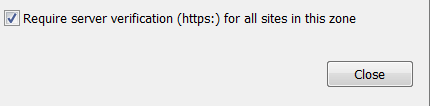 Require server verification (https:) for all sites in this zone
Close